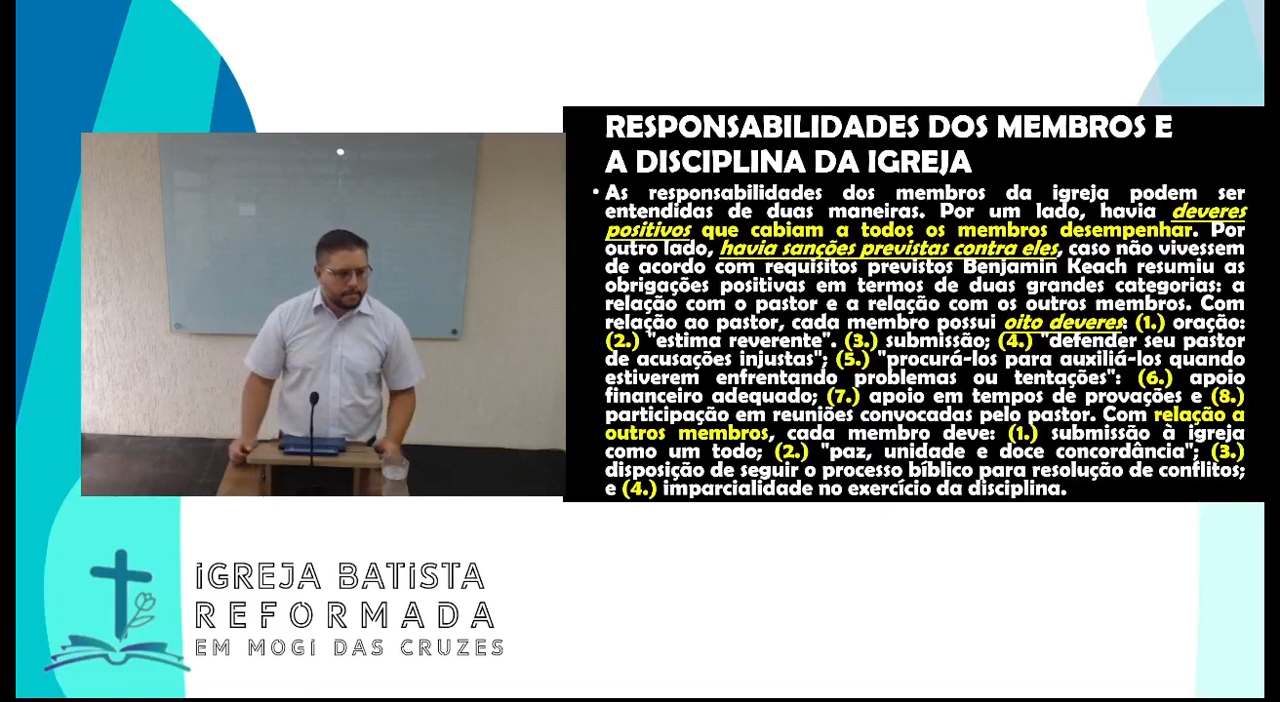 RESPONSABILIDADES DOS MEMBROS E
A DISCIPLINA DA IGREJA
• As responsabilidades dos membros da igreja podem ser
entendidas de duas maneiras. Por um lado, havia deveres
positivos que cabiam a todos os membros desempenhar. Por
outro lado, havia sanções previstas contra eles, caso não vivessem
de acordo com requisitos previstos Benjamin Keach resumiu as
obrigações positivas em termos de duas grandes categorias: a
relação com o pastor e a relação com os outros membros. Com
relação ao pastor, cada membro possui oito deveres: (1.) oração:
(2.) "estima reverente". (3.) submissão; (4.) "defender seu pastor
de acusações injustas"; (5.) "procurá-los para auxiliá-los quando
estiverem enfrentando problemas ou tentações": (6.) apoio
financeiro adequado; (7.) apoio em tempos de provações e (8.)
participação em reuniões convocadas pelo pastor. Com relação a
outros membros, cada membro deve: (1.) submissão à igreja
como um todo; (2.) "paz, unidade e doce concordância"; (3.)
disposição de seguir o processo bíblico para resolução de conflitos;
e (4.) imparcialidade no exercício da disciplina.
IGREJA BATISTA
REFORMADA
EM MOGI DAS CRUZES